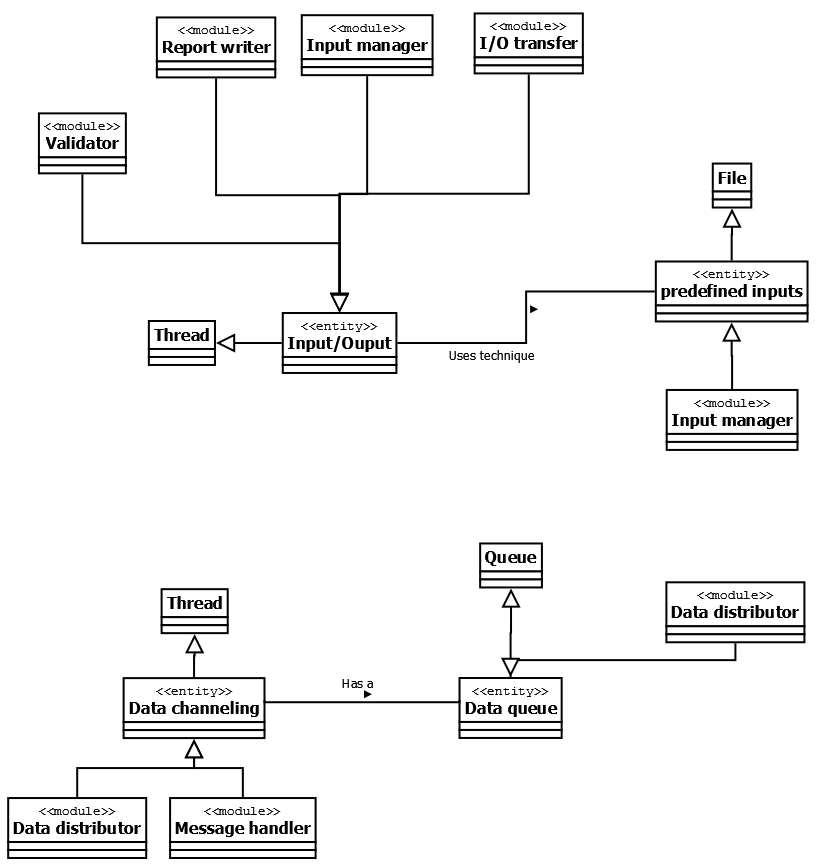 <<module>>
Report writer
<<module>>
Input manager
<<module>>
I/O transfer
<<module>>
Validator
File
<<entity>>
predefined inputs
Thread
<<entity>>
Input/Ouput
Uses technique
<<module>>
Input manager
Queue
Thread
<<module>>
Data distributor
<<entity>>
Data channeling
Has a
<<entity>>
Data queue
<<module>>
Data distributor
<<module>>
Message handler